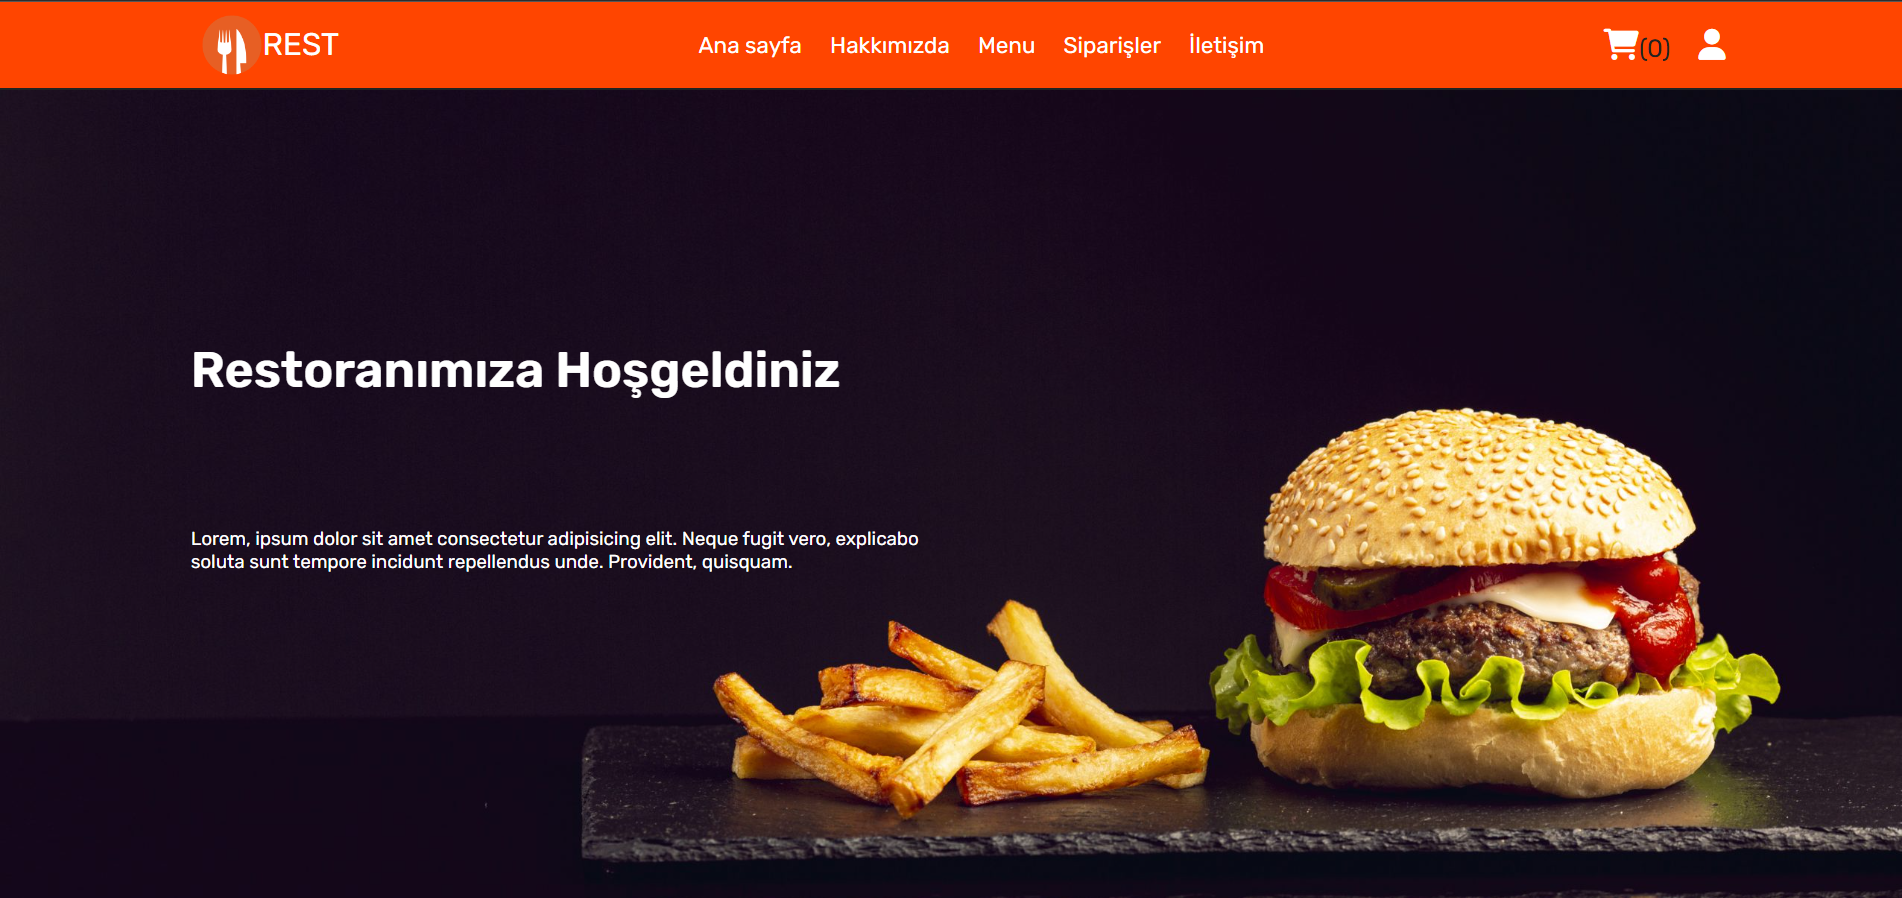 REST
Ana sayfa Hakkımızda Menu Siparişler İletişim
(0)
Restoranımıza Hoşgeldiniz
Lorem, ipsum dolor sit amet consectetur adipisicing elit. Neque fugit vero, explicabo
soluta sunt tempore incidunt repellendus unde. Provident, quisquam.